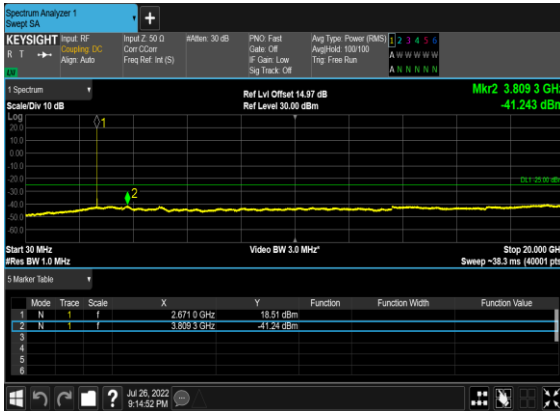 Spectrum Analyzer 1
Swept SA
+
KEYSIGHT Input: RF Input Z: 50 Ω #Atten: 30 dB PNO: Fast Avg Type: Power (RMS) 1 2 3 4 5 6
R T Coupling: DC Corr CCorr Gate: Off Avg|Hold: 100/100 A W W W W W
Align: Auto Freq Ref: Int (S) IF Gain: Low Trig: Free Run
Sig Track: Off A N N N N N
1 Spectrum
Scale/Div 10 dB
Ref Lvl Offset 14.97 dB
Ref Level 30.00 dBm
Mkr2 3.809 3 GHz
-41.243 dBm
Log
20.0
10.0
0.00
-10.0
-20.0
-30.0
-40.0
-50.0
-60.0
1
2
DL1 -25.00 dBm
Start 30 MHz Video BW 3.0 MHz* Stop 20.000 GHz
#Res BW 1.0 MHz Sweep ~38.3 ms (40001 pts)
5 Marker Table
Mode Trace Scale X Y Function Function Width Function Value
1 N 1 f 2.671 0 GHz 18.51 dBm
2 N 1 f 3.809 3 GHz -41.24 dBm
3
4
5
6
? Jul 26, 2022
9:14:52 PM